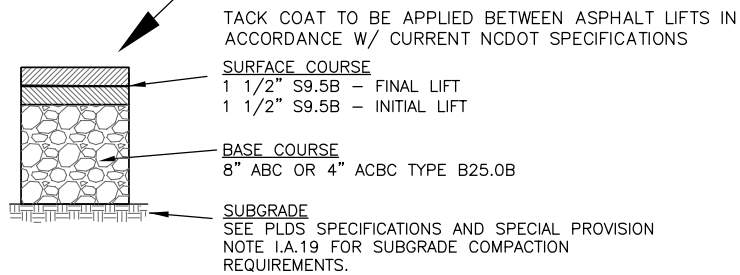 TACK COAT TO BE APPLIED BETWEEN ASPHALT LIFTS IN
ACCORDANCE W/ CURRENT NCDOT SPECIFICATIONS
SURFACE COURSE
1 1/2" S9.5B – FINAL LIFT
1 1/2" S9.5B – INITIAL LIFT
BASE COURSE
8" ABC OR 4" ACBC TYPE B25.0B
SUBGRADE
SEE PLDS SPECIFICATIONS AND SPECIAL PROVISION
NOTE I.A.19 FOR SUBGRADE COMPACTION
REQUIREMENTS.